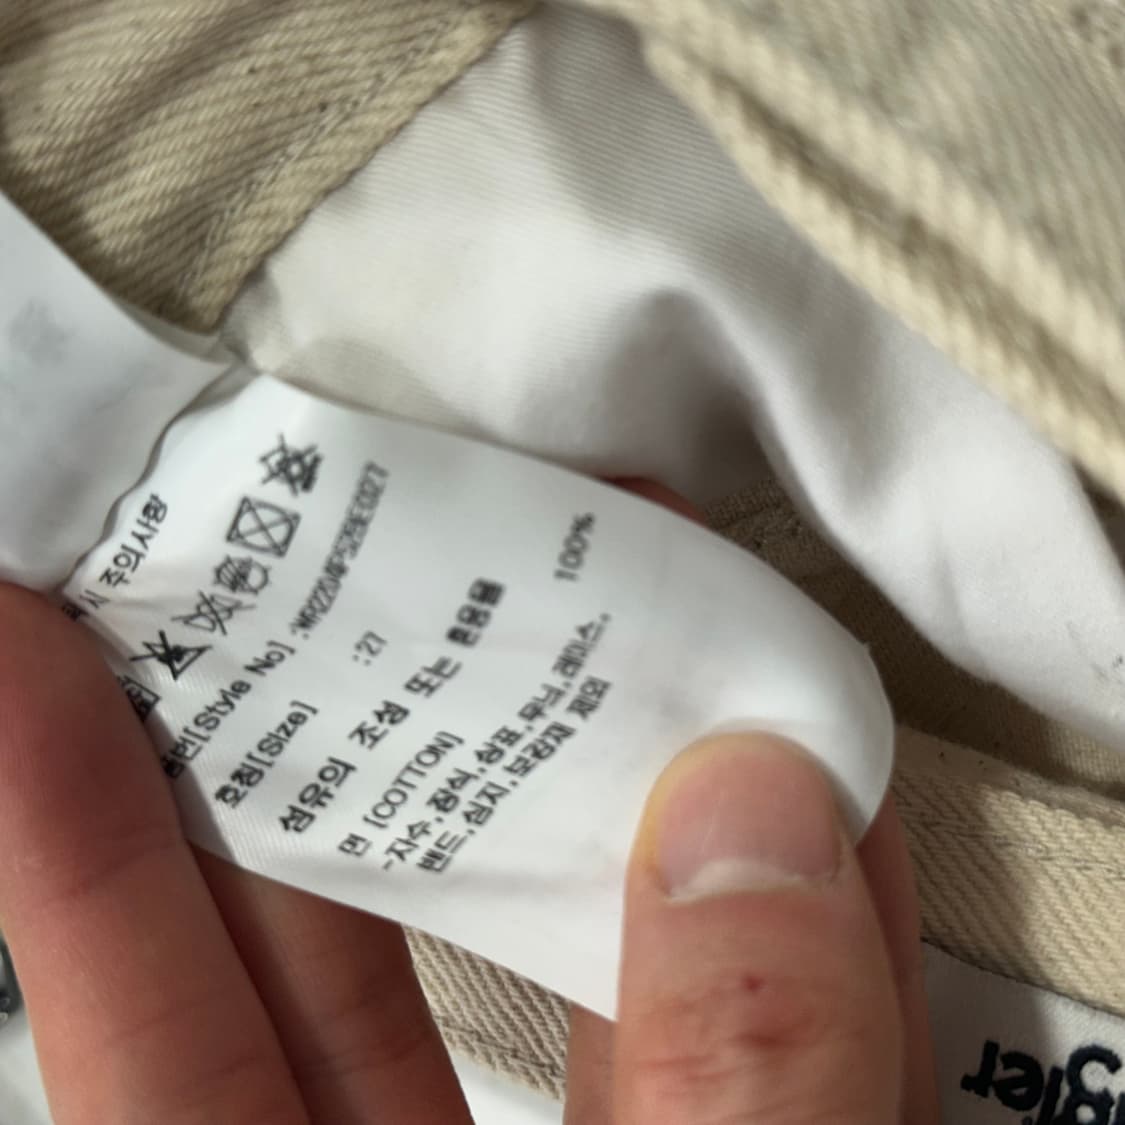 시 주의사항
품번[Style No]
호칭[Size] :27
섬유의 조성 또는 혼용율
면 [COTTON] 100%
-자수,장식,상표,무늬,레이스,
밴드,심지,보강재 제외